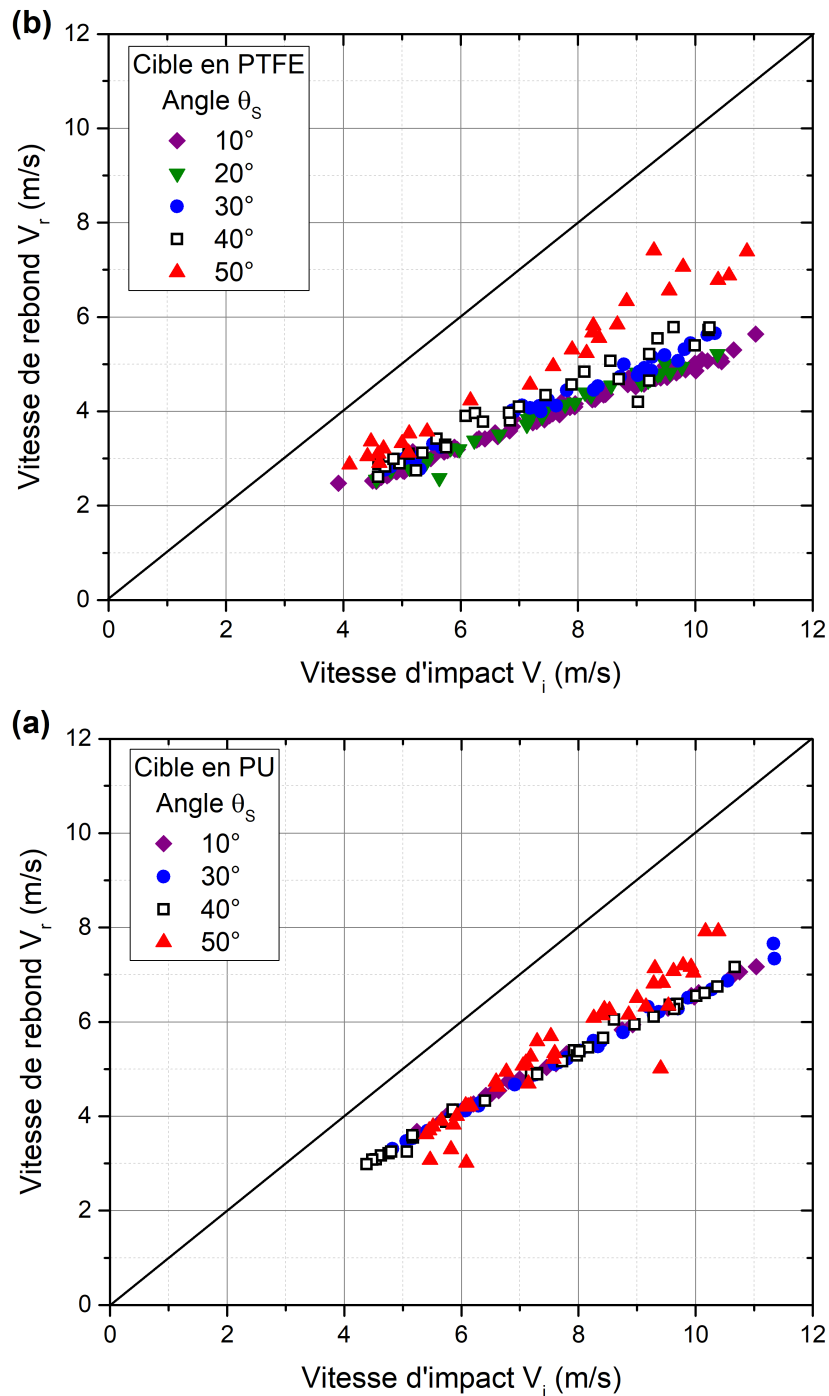 (b)
Cible en PTFE
Angle θS
10°
20°
30°
40°
50°
Vitesse de rebond Vr (m/s)
12
10
8
6
4
2
0
0 2 4 6 8 10 12
Vitesse d'impact Vi (m/s)
(a)
Cible en PU
Angle θS
10°
30°
40°
50°
Vitesse de rebond Vr (m/s)
12
10
8
6
4
2
0
0 2 4 6 8 10 12
Vitesse d'impact Vi (m/s)